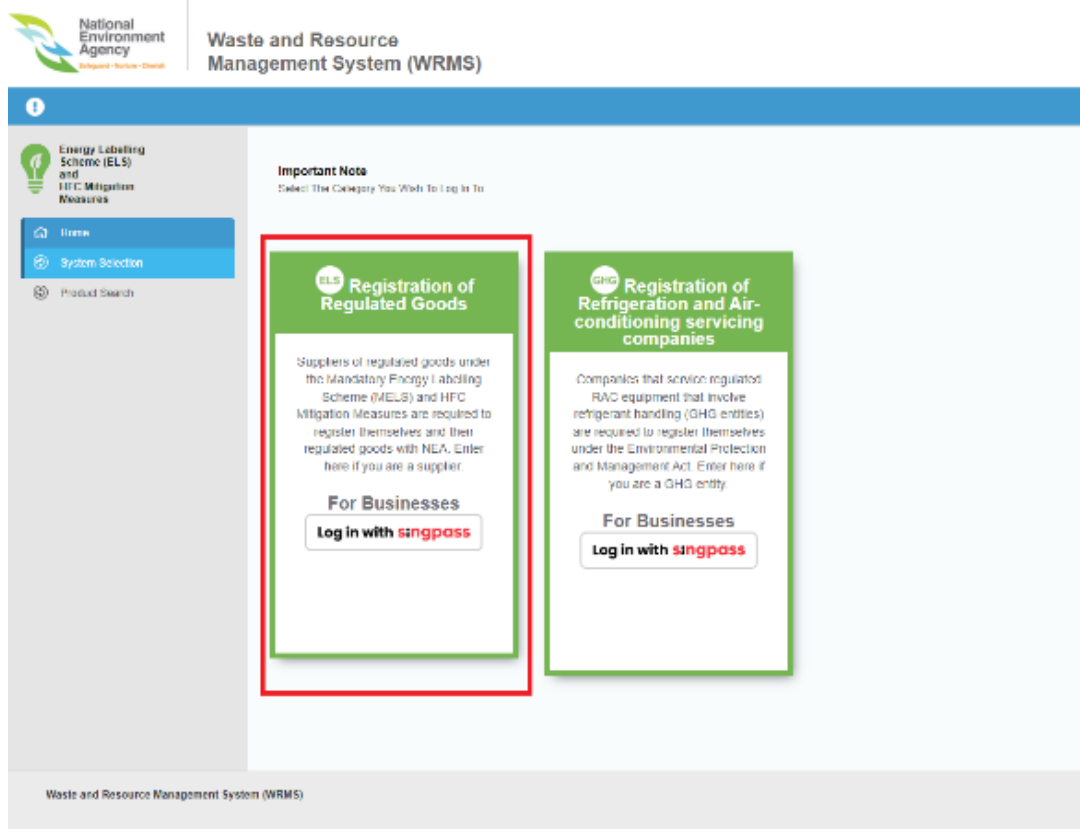 National
Environment
Agency
Safeguard · Nurture · Cherish
Waste and Resource
Management System (WRMS)
Energy Labelling
Scheme (ELS)
and
HFC Mitigation
Measures
Home
System Selection
Product Search
Important Note
Select The Category You Wish To Log In To
ELS Registration of
Regulated Goods
Suppliers of regulated goods under
the Mandatory Energy Labelling
Scheme (MELS) and HFC
Mitigation Measures are required to
register themselves and their
regulated goods with NEA. Enter
here if you are a supplier.
For Businesses
Log in with singpass
GHG Registration of
Refrigeration and Air-
conditioning servicing
companies
Companies that service regulated
RAC equipment that involve
refrigerant handling (GHG entities)
are required to register themselves
under the Environmental Protection
and Management Act. Enter here if
you are a GHG entity.
For Businesses
Log in with singpass
Waste and Resource Management System (WRMS)